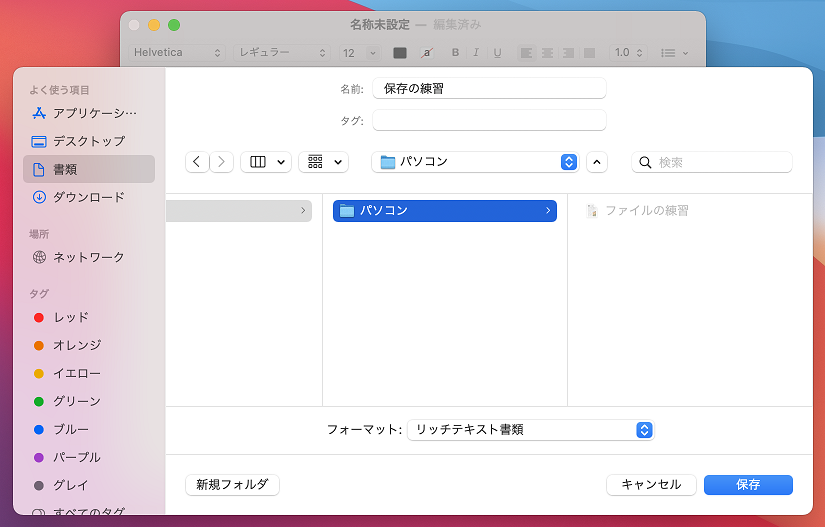 名称未設定 — 編集済み
Helvetica レギュラー 12 a B I U 1.0
よく使う項目
アプリケーシ…
デスクトップ
書類
ダウンロード
場所
ネットワーク
タグ
レッド
オレンジ
イエロー
グリーン
ブルー
パープル
グレイ
すべてのタグ
名前: 保存の練習
タグ:
パソコン 検索
パソコン ファイルの練習
フォーマット: リッチテキスト書類
新規フォルダ キャンセル 保存